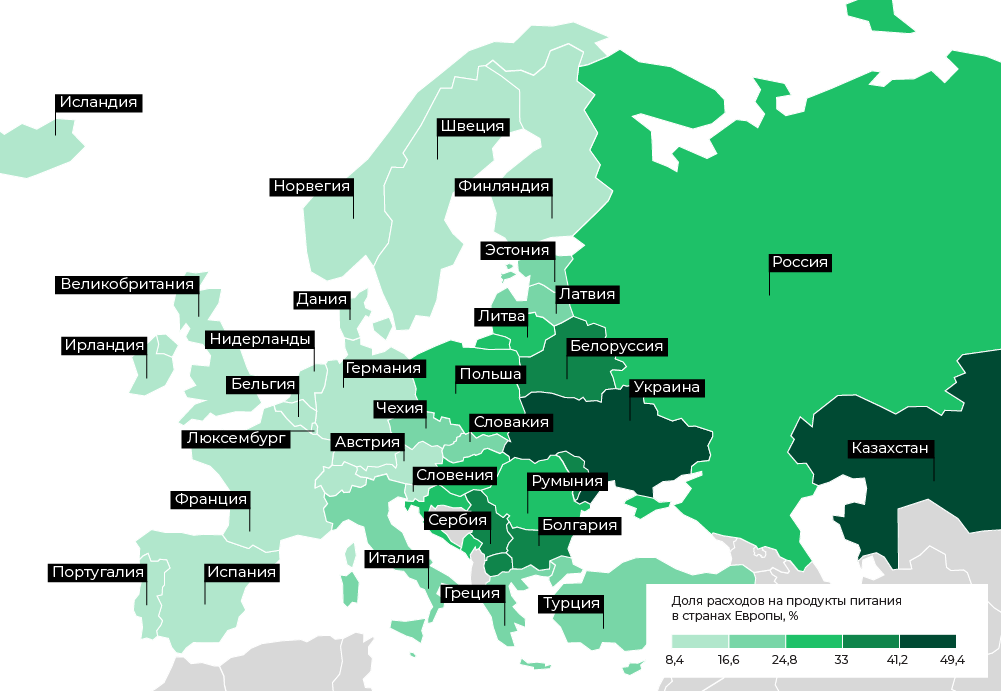 Исландия
Швеция
Норвегия
Финляндия
Эстония
Россия
Великобритания
Дания
Латвия
Литва
Нидерланды
Ирландия
Белоруссия
Германия
Польша
Бельгия
Украина
Чехия
Словакия
Люксембург
Австрия
Казахстан
Словения
Румыния
Франция
Сербия
Болгария
Италия
Португалия
Испания
Греция
Турция
Доля расходов на продукты питания
в странах Европы, %
8,4 16,6 24,8 33 41,2 49,4